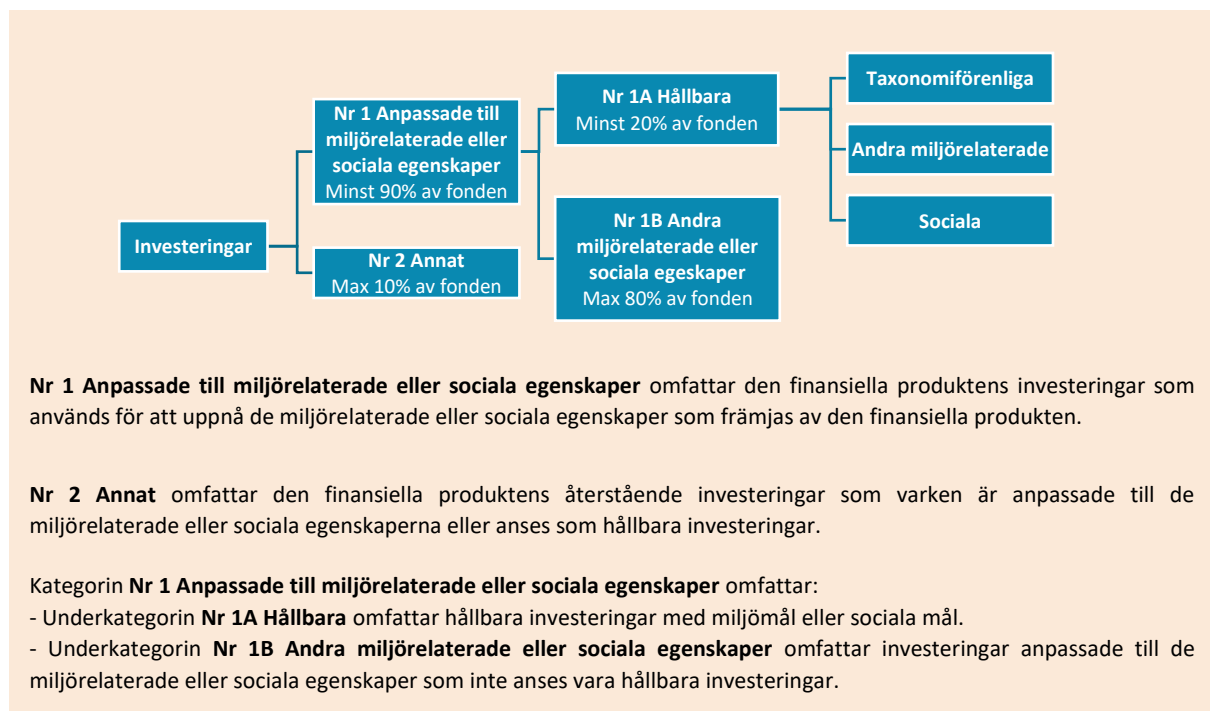 Investeringar
Nr 1 Anpassade till
miljörelaterade eller
sociala egenskaper
Minst 90% av fonden
Nr 2 Annat
Max 10% av fonden
Nr 1A Hållbara
Minst 20% av fonden
Nr 1B Andra
miljörelaterade eller
sociala egeskaper
Max 80% av fonden
Taxonomiförenliga
Andra miljörelaterade
Sociala
Nr 1 Anpassade till miljörelaterade eller sociala egenskaper omfattar den finansiella produktens investeringar som
används för att uppnå de miljörelaterade eller sociala egenskaper som främjas av den finansiella produkten.
Nr 2 Annat omfattar den finansiella produktens återstående investeringar som varken är anpassade till de
miljörelaterade eller sociala egenskaperna eller anses som hållbara investeringar.
Kategorin Nr 1 Anpassade till miljörelaterade eller sociala egenskaper omfattar:
- Underkategorin Nr 1A Hållbara omfattar hållbara investeringar med miljömål eller sociala mål.
- Underkategorin Nr 1B Andra miljörelaterade eller sociala egenskaper omfattar investeringar anpassade till de
miljörelaterade eller sociala egenskaper som inte anses vara hållbara investeringar.